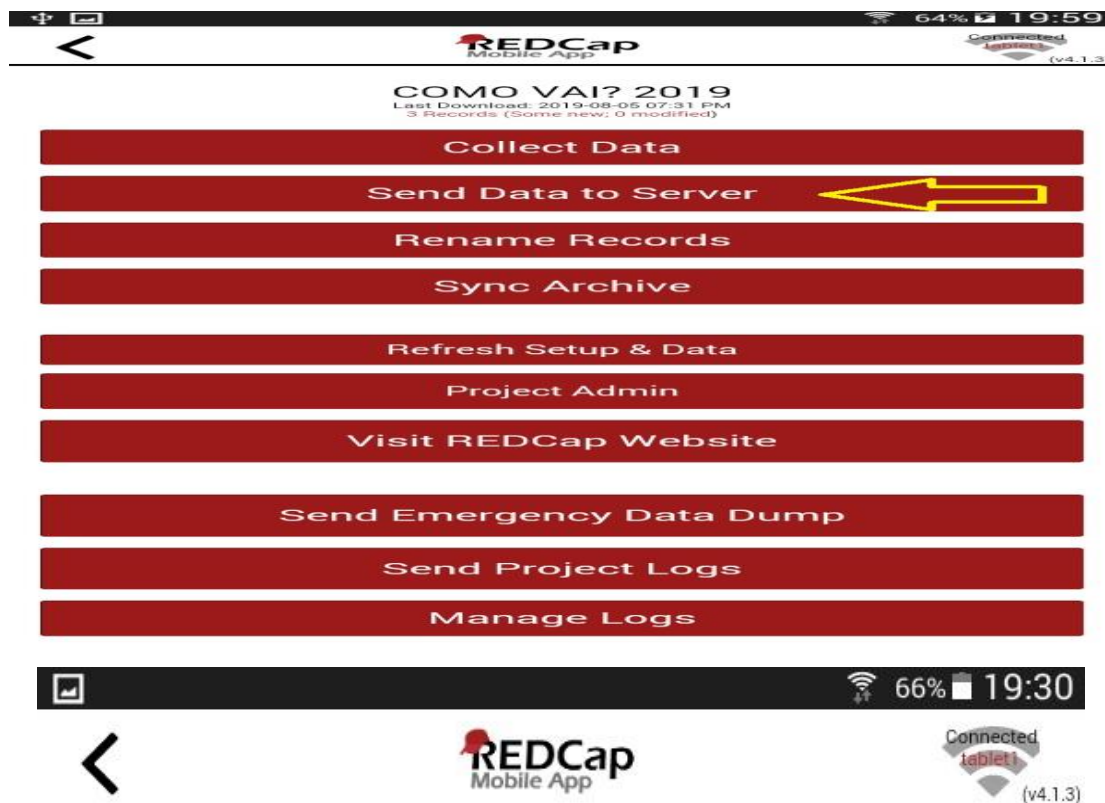 64% 19:59
REDCap
Mobile App
Connected
tablet1
(v4.1.3
COMO VAI? 2019
Last Download: 2019-08-05 07:31 PM
3 Records (Some new; 0 modified)
Collect Data
Send Data to Server
Rename Records
Sync Archive
Refresh Setup & Data
Project Admin
Visit REDCap Website
Send Emergency Data Dump
Send Project Logs
Manage Logs
66% 19:30
REDCap
Mobile App
Connected
tablet1
(v4.1.3)